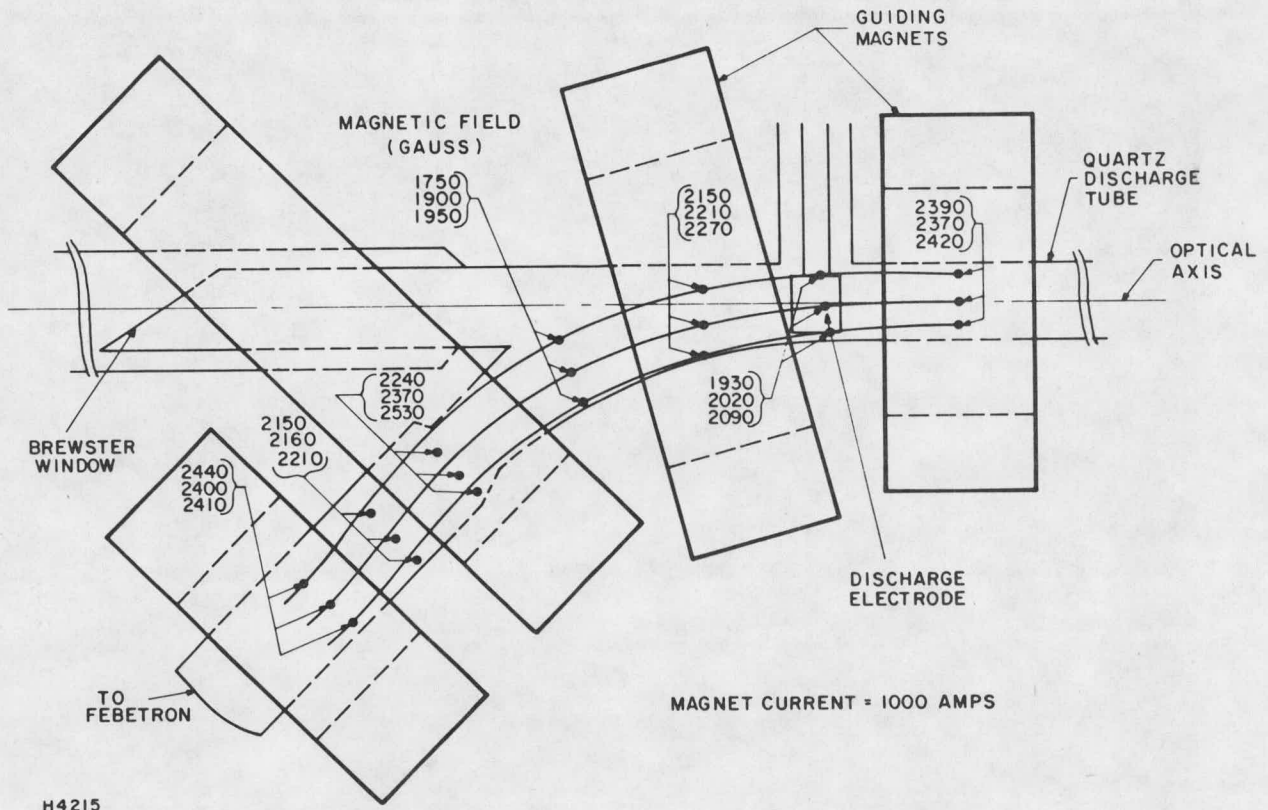 GUIDING
MAGNETS
MAGNETIC FIELD
(GAUSS)
1750
1900
1950
2150
2210
2270
2390
2370
2420
QUARTZ
DISCHARGE
TUBE
OPTICAL
AXIS
2240
2370
2530
1930
2020
2090
2150
2160
2210
BREWSTER
WINDOW
2440
2400
2410
DISCHARGE
ELECTRODE
TO
FEBETRON
MAGNET CURRENT = 1000 AMPS
H4215